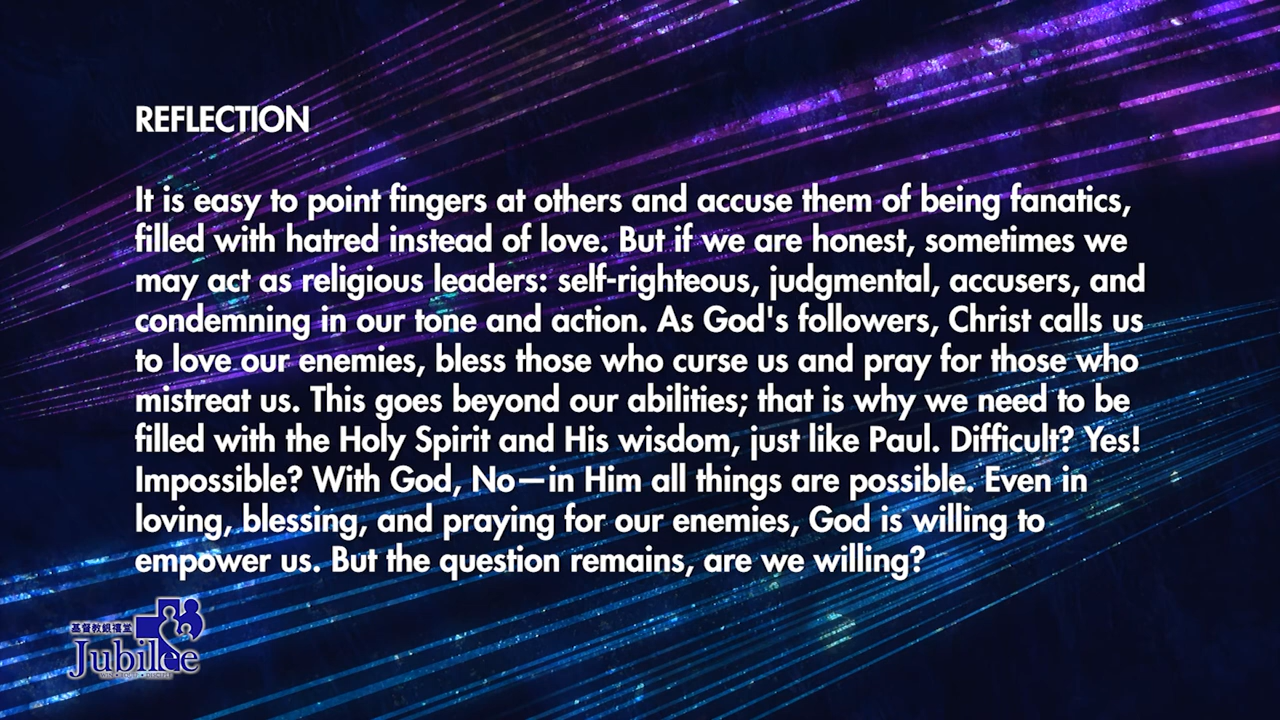 REFLECTION
It is easy to point fingers at others and accuse them of being fanatics,
filled with hatred instead of love. But if we are honest, sometimes we
may act as religious leaders: self-righteous, judgmental, accusers, and
condemning in our tone and action. As God's followers, Christ calls us
to love our enemies, bless those who curse us and pray for those who
mistreat us. This goes beyond our abilities; that is why we need to be
filled with the Holy Spirit and His wisdom, just like Paul. Difficult? Yes!
Impossible? With God, No—in Him all things are possible. Even in
loving, blessing, and praying for our enemies, God is willing to
empower us. But the question remains, are we willing?
基督教銀禧堂
Jubilee